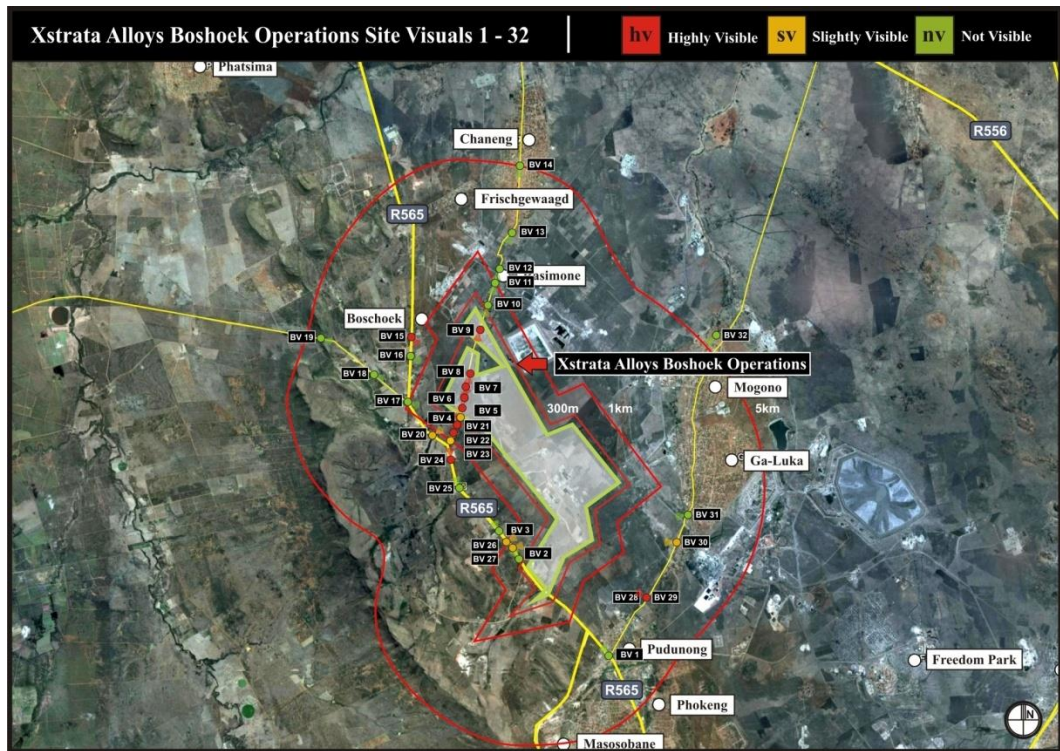 Xstrata Alloys Boshoek Operations Site Visuals 1 - 32
hv Highly Visible
sv Slightly Visible
nv Not Visible
Phatsima
R556
Chaneng
BV 14
Frischgewaagd
R565
BV 13
BV 12
BV 11
BV 10
Boschoek
BV 9
BV 15
BV 32
BV 19
BV 16
Xstrata Alloys Boshoek Operations
BV 8
BV 18
Mogono
BV 7
BV 6
BV 17
300m
1km
5km
BV 5
BV 4
BV 21
BV 20
BV 22
BV 23
BV 24
Ga-Luka
BV 25
R565
BV 31
BV 3
BV 26
BV 30
BV 2
BV 27
BV 28
BV 29
Pudunong
BV 1
Freedom Park
R565
Phokeng
N
Masosobane